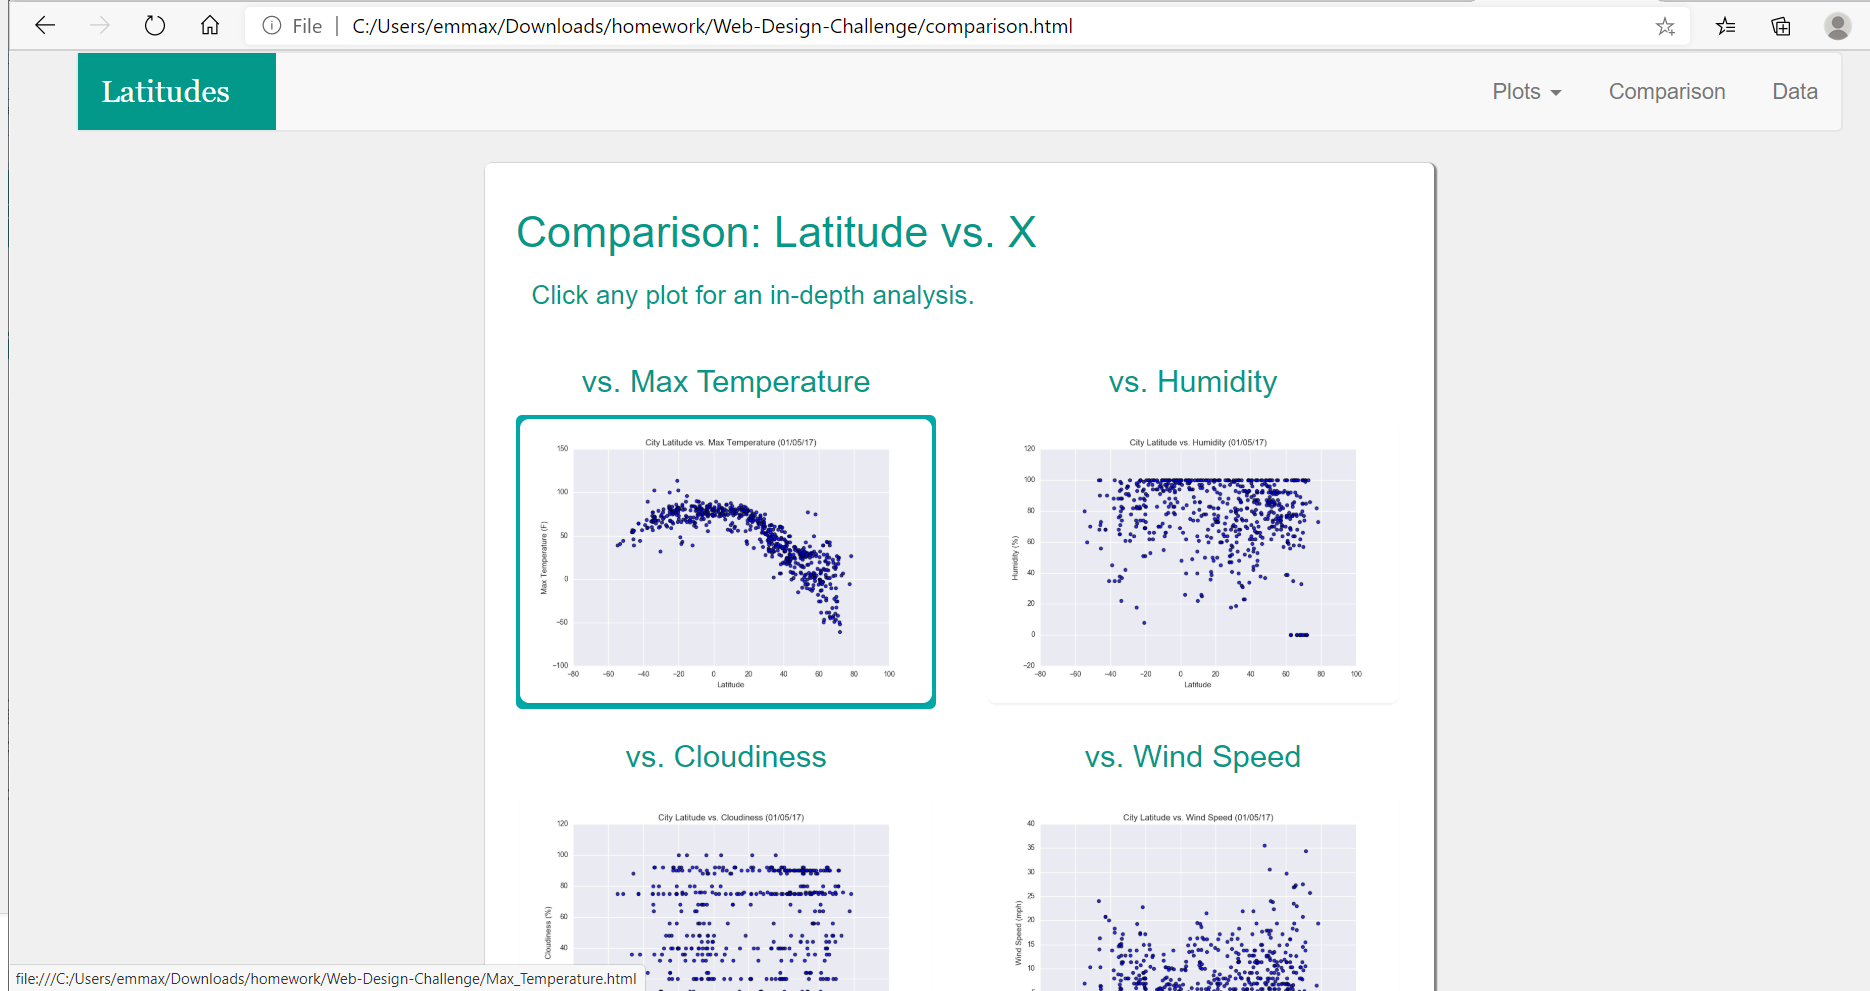 File | C:/Users/emmax/Downloads/homework/Web-Design-Challenge/comparison.html
Latitudes
Plots
Comparison
Data
Comparison: Latitude vs. X
Click any plot for an in-depth analysis.
vs. Max Temperature
vs. Humidity
City Latitude vs. Max Temperature (01/05/17)
150
100
50
0
−50
−100
Max Temperature (F)
−80 −60 −40 −20 0 20 40 60 80 100
Latitude
City Latitude vs. Humidity (01/05/17)
120
100
80
60
40
20
0
−20
Humidity (%)
−80 −60 −40 −20 0 20 40 60 80 100
Latitude
vs. Cloudiness
vs. Wind Speed
City Latitude vs. Cloudiness (01/05/17)
120
100
80
60
40
Cloudiness (%)
City Latitude vs. Wind Speed (01/05/17)
40
35
30
25
20
15
10
Wind Speed (mph)
file:///C:/Users/emmax/Downloads/homework/Web-Design-Challenge/Max_Temperature.html